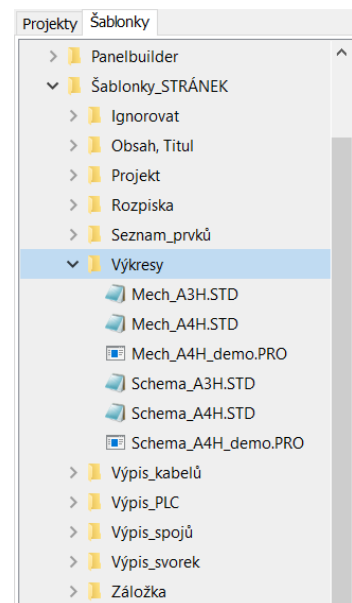 Projekty Šablonky
Panelbuilder
Šablonky_STRÁNEK
Ignorovat
Obsah, Titul
Projekt
Rozpiska
Seznam_prvků
Výkresy
Mech_A3H.STD
Mech_A4H.STD
Mech_A4H_demo.PRO
Schema_A3H.STD
Schema_A4H.STD
Schema_A4H_demo.PRO
Výpis_kabelů
Výpis_PLC
Výpis_spojů
Výpis_svorek
Záložka